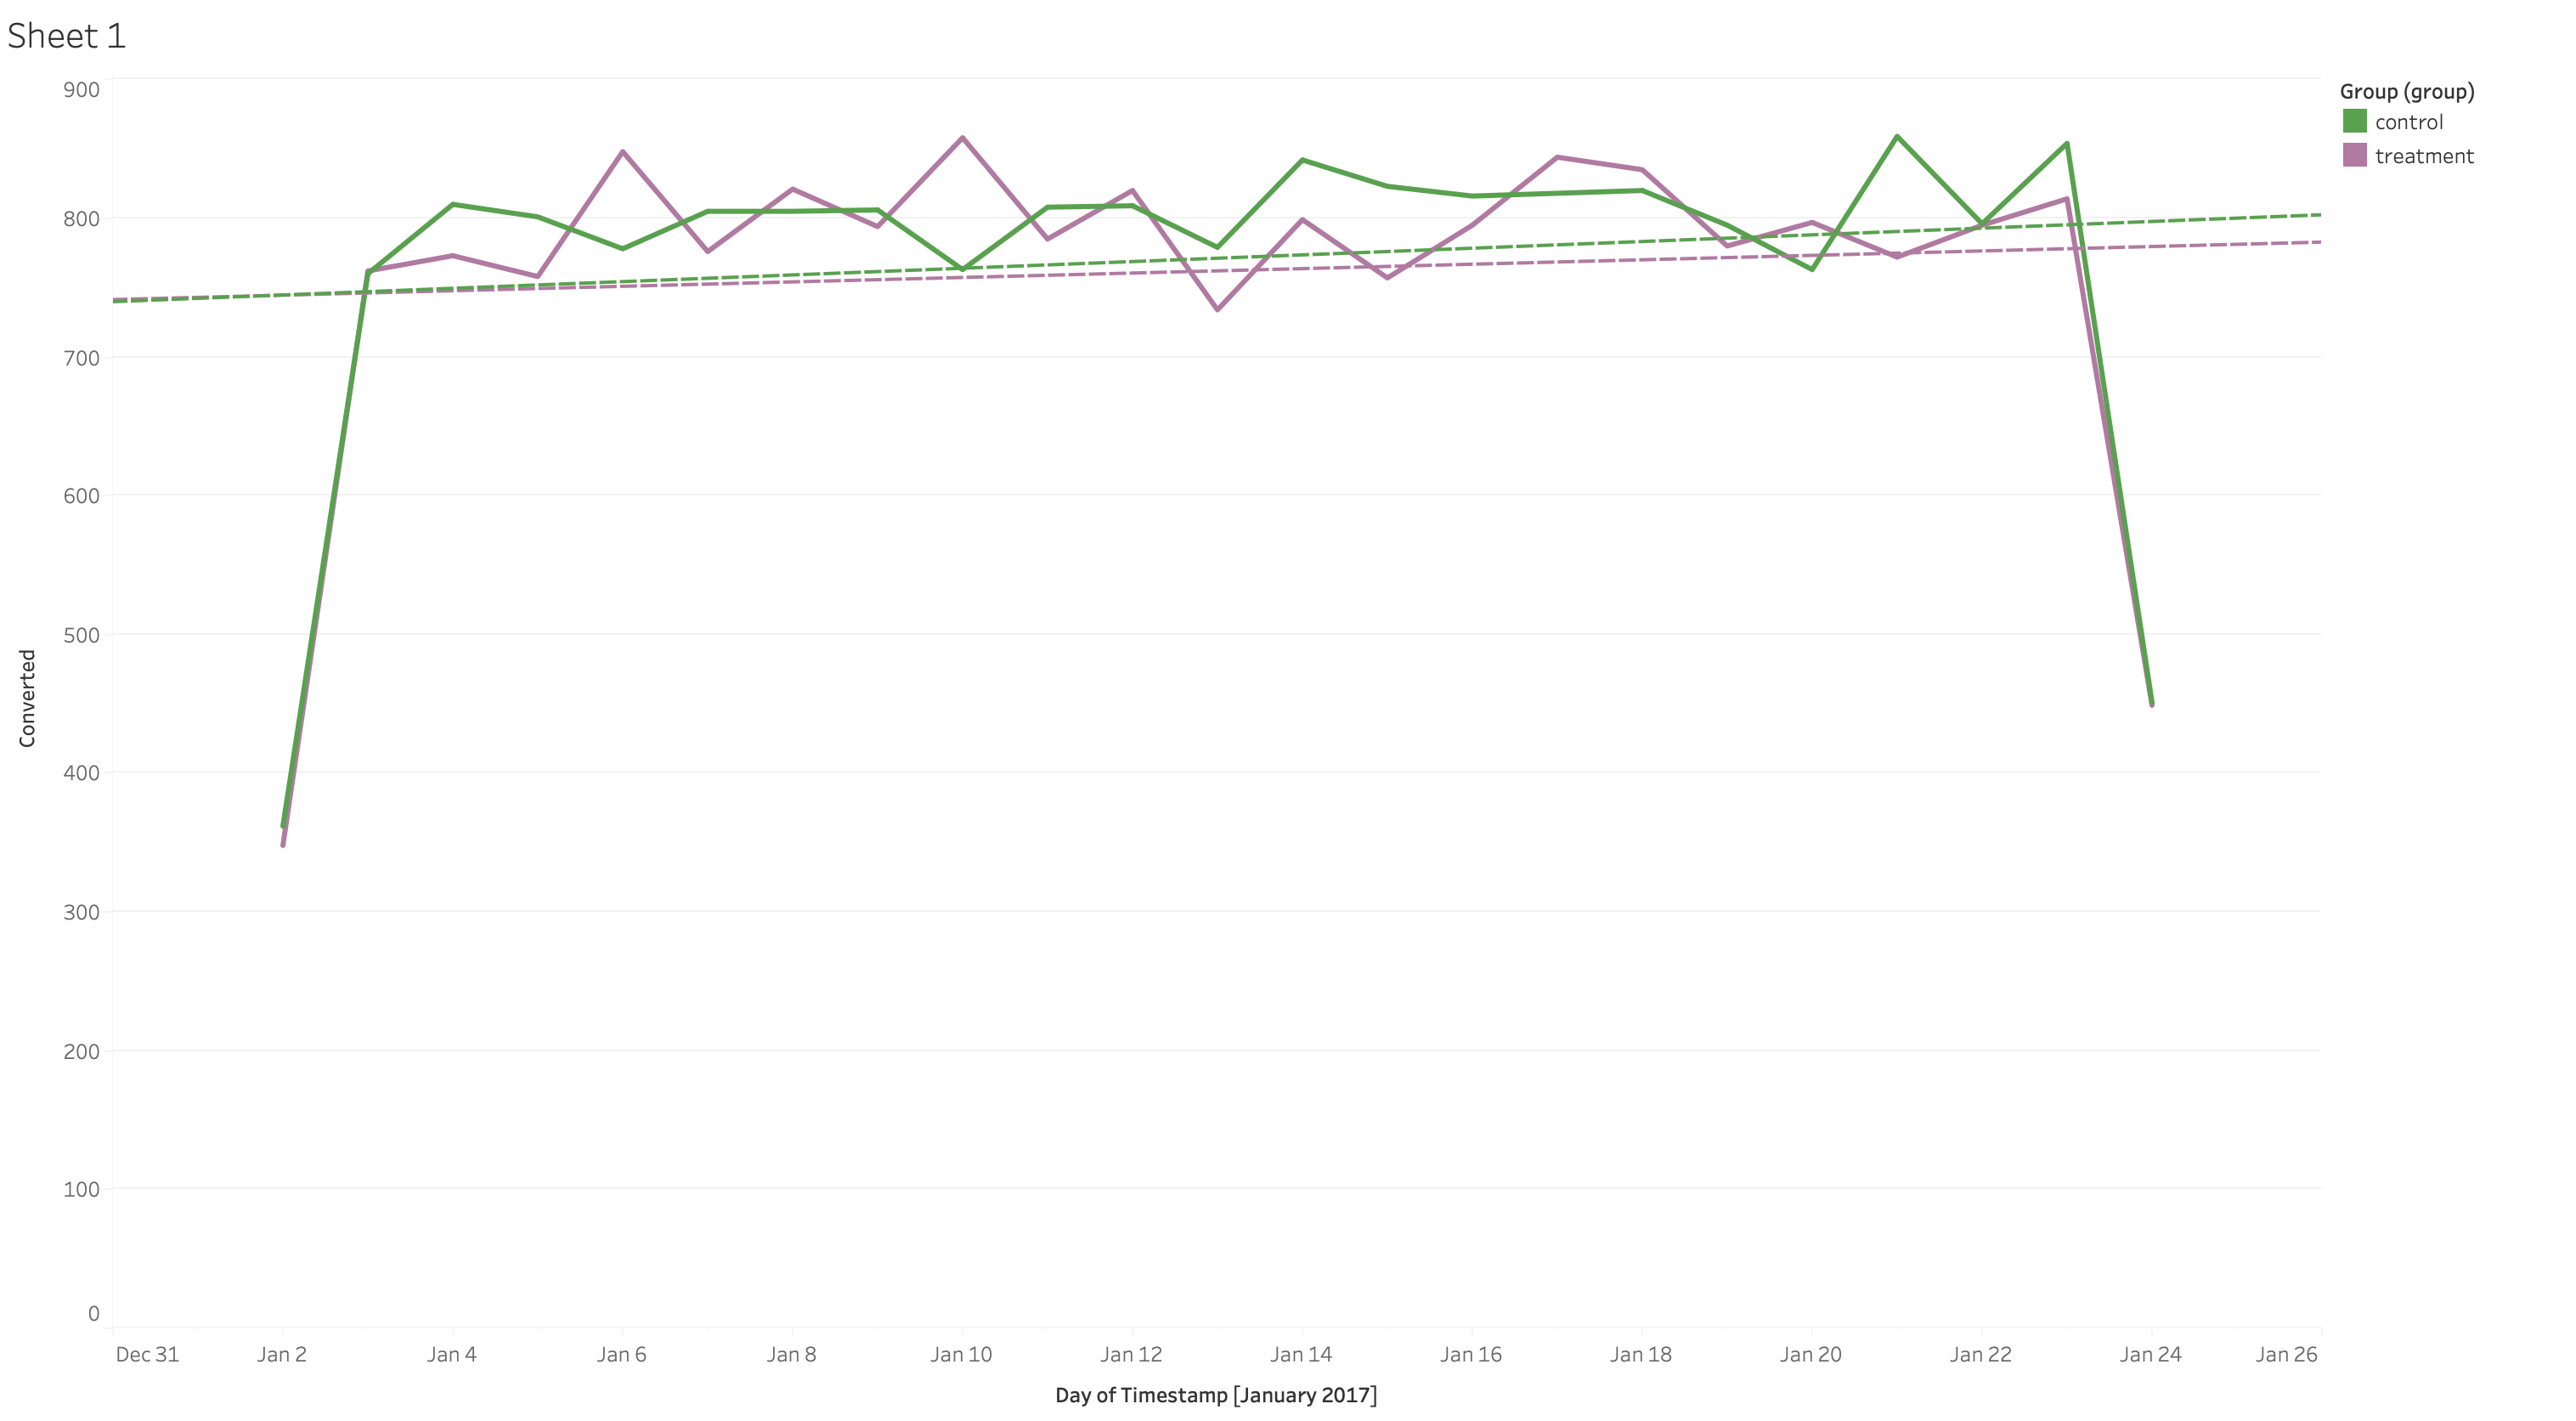 Sheet 1
900
800
700
600
500
400
300
200
100
0
Converted
Dec 31 Jan 2 Jan 4 Jan 6 Jan 8 Jan 10 Jan 12 Jan 14 Jan 16 Jan 18 Jan 20 Jan 22 Jan 24 Jan 26
Day of Timestamp [January 2017]
Group (group)
control
treatment